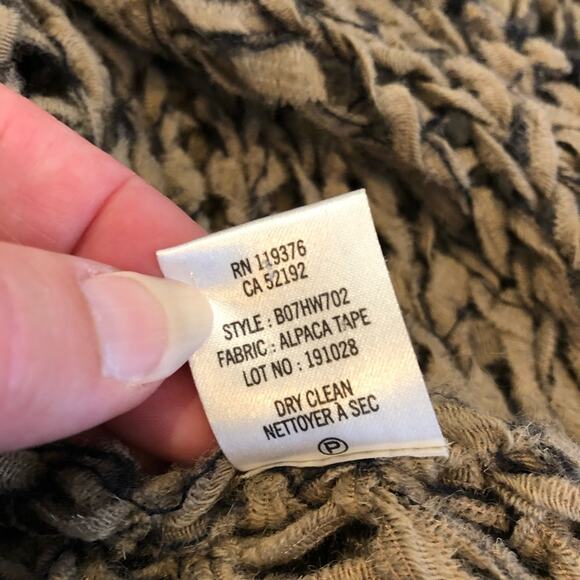 RN 119376
CA 52192
STYLE : B07HW702
FABRIC : ALPACA TAPE
LOT NO : 191028
DRY CLEAN
NETTOYER À SEC
P